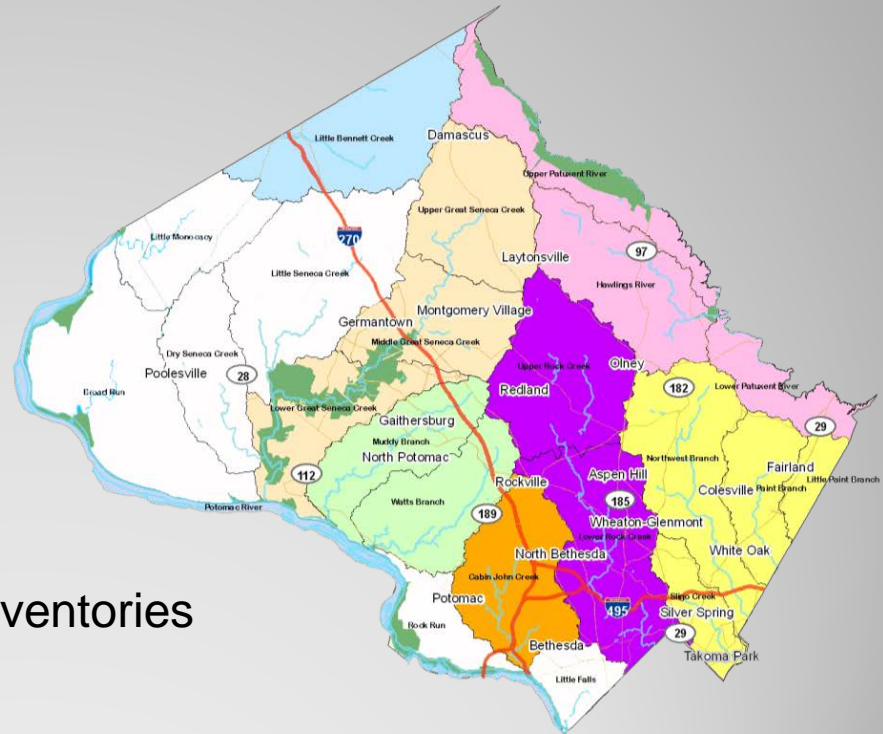 Little Bennett Creek
Damascus
Upper Patuxent River
Little Monocacy
Upper Great Seneca Creek
270
97
Little Seneca Creek
Laytonsville
Hawlings River
Montgomery Village
Germantown
Middle Great Seneca Creek
Dry Seneca Creek
Upper Rock Creek
Olney
Poolesville
28
Redland
182
Lower Patuxent River
Broad Run
Lower Great Seneca Creek
Gaithersburg
29
Muddy Branch
North Potomac
Northwest Branch
Fairland
Aspen Hill
Little Paint Branch
112
Rockville
Colesville
Paint Branch
Watts Branch
185
Potomac River
189
Wheaton-Glenmont
Lower Rock Creek
North Bethesda
White Oak
Cabin John Creek
Potomac
Sligo Creek
ventories
495
Silver Spring
Rock Run
29
Bethesda
Takoma Park
Little Falls